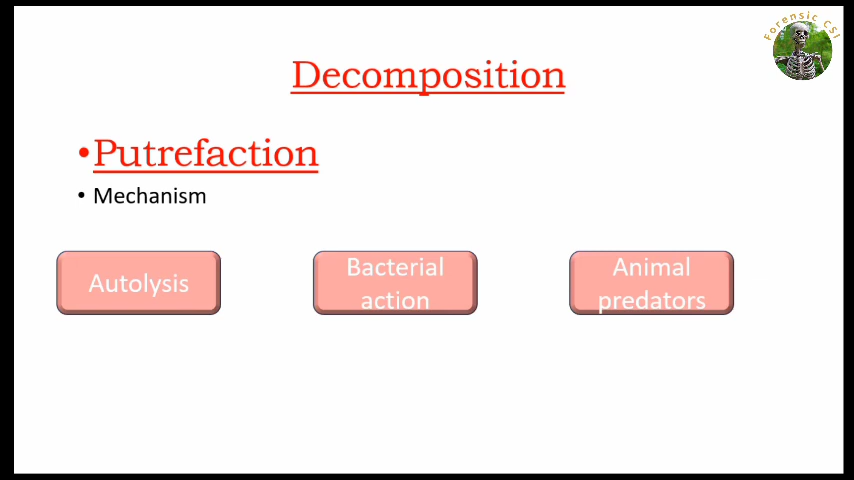 Forensic CSI
Decomposition
•Putrefaction
• Mechanism
Autolysis
Bacterial
action
Animal
predators